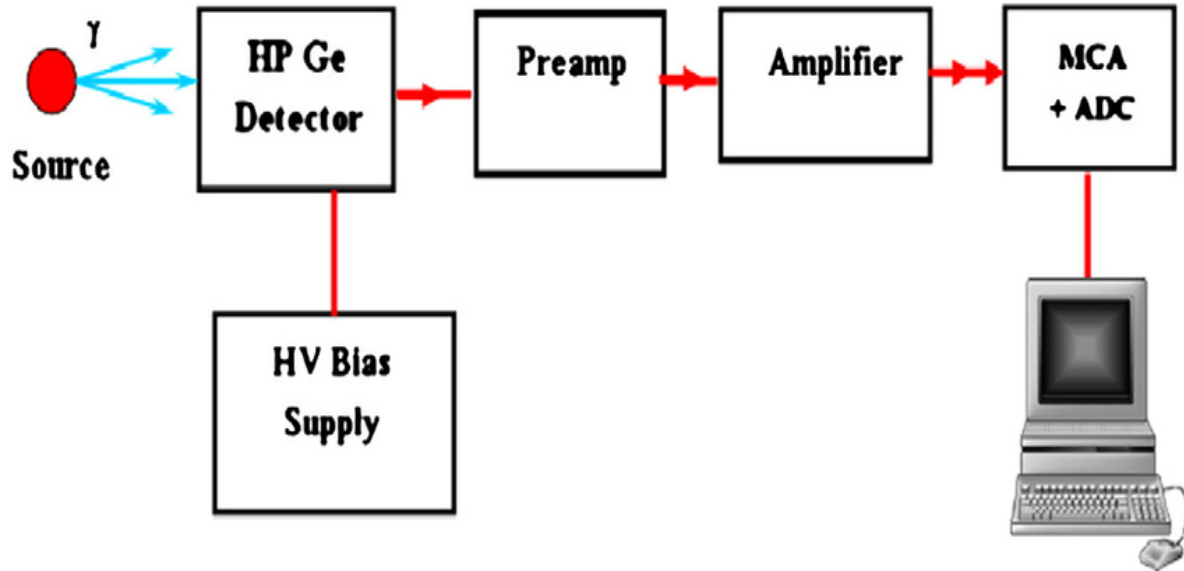 γ
Source
HP Ge
Detector
Preamp
Amplifier
MCA
+ ADC
HV Bias
Supply